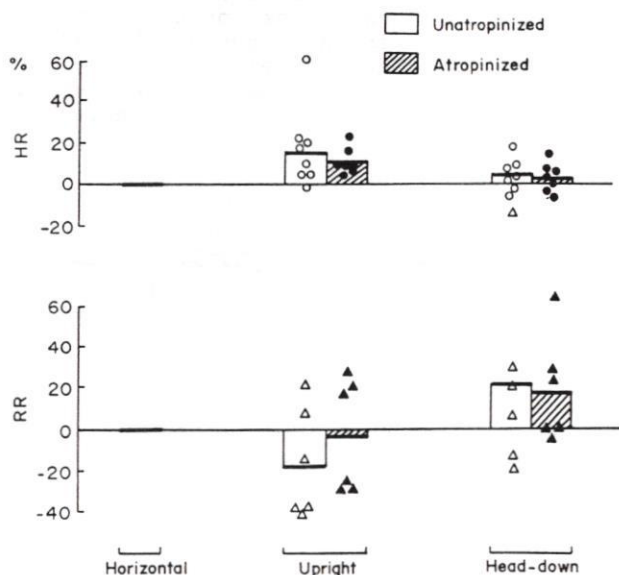 Unatropinized
Atropinized
%
60
40
20
0
-20
HR
60
40
20
0
-20
-40
RR
Horizontal
Upright
Head-down